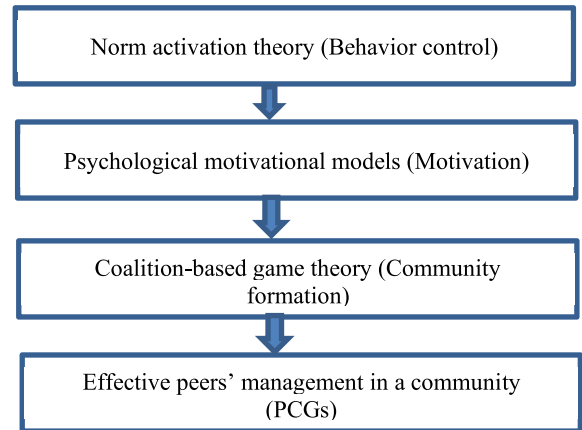 Norm activation theory (Behavior control)
Psychological motivational models (Motivation)
Coalition-based game theory (Community
formation)
Effective peers’ management in a community
(PCGs)